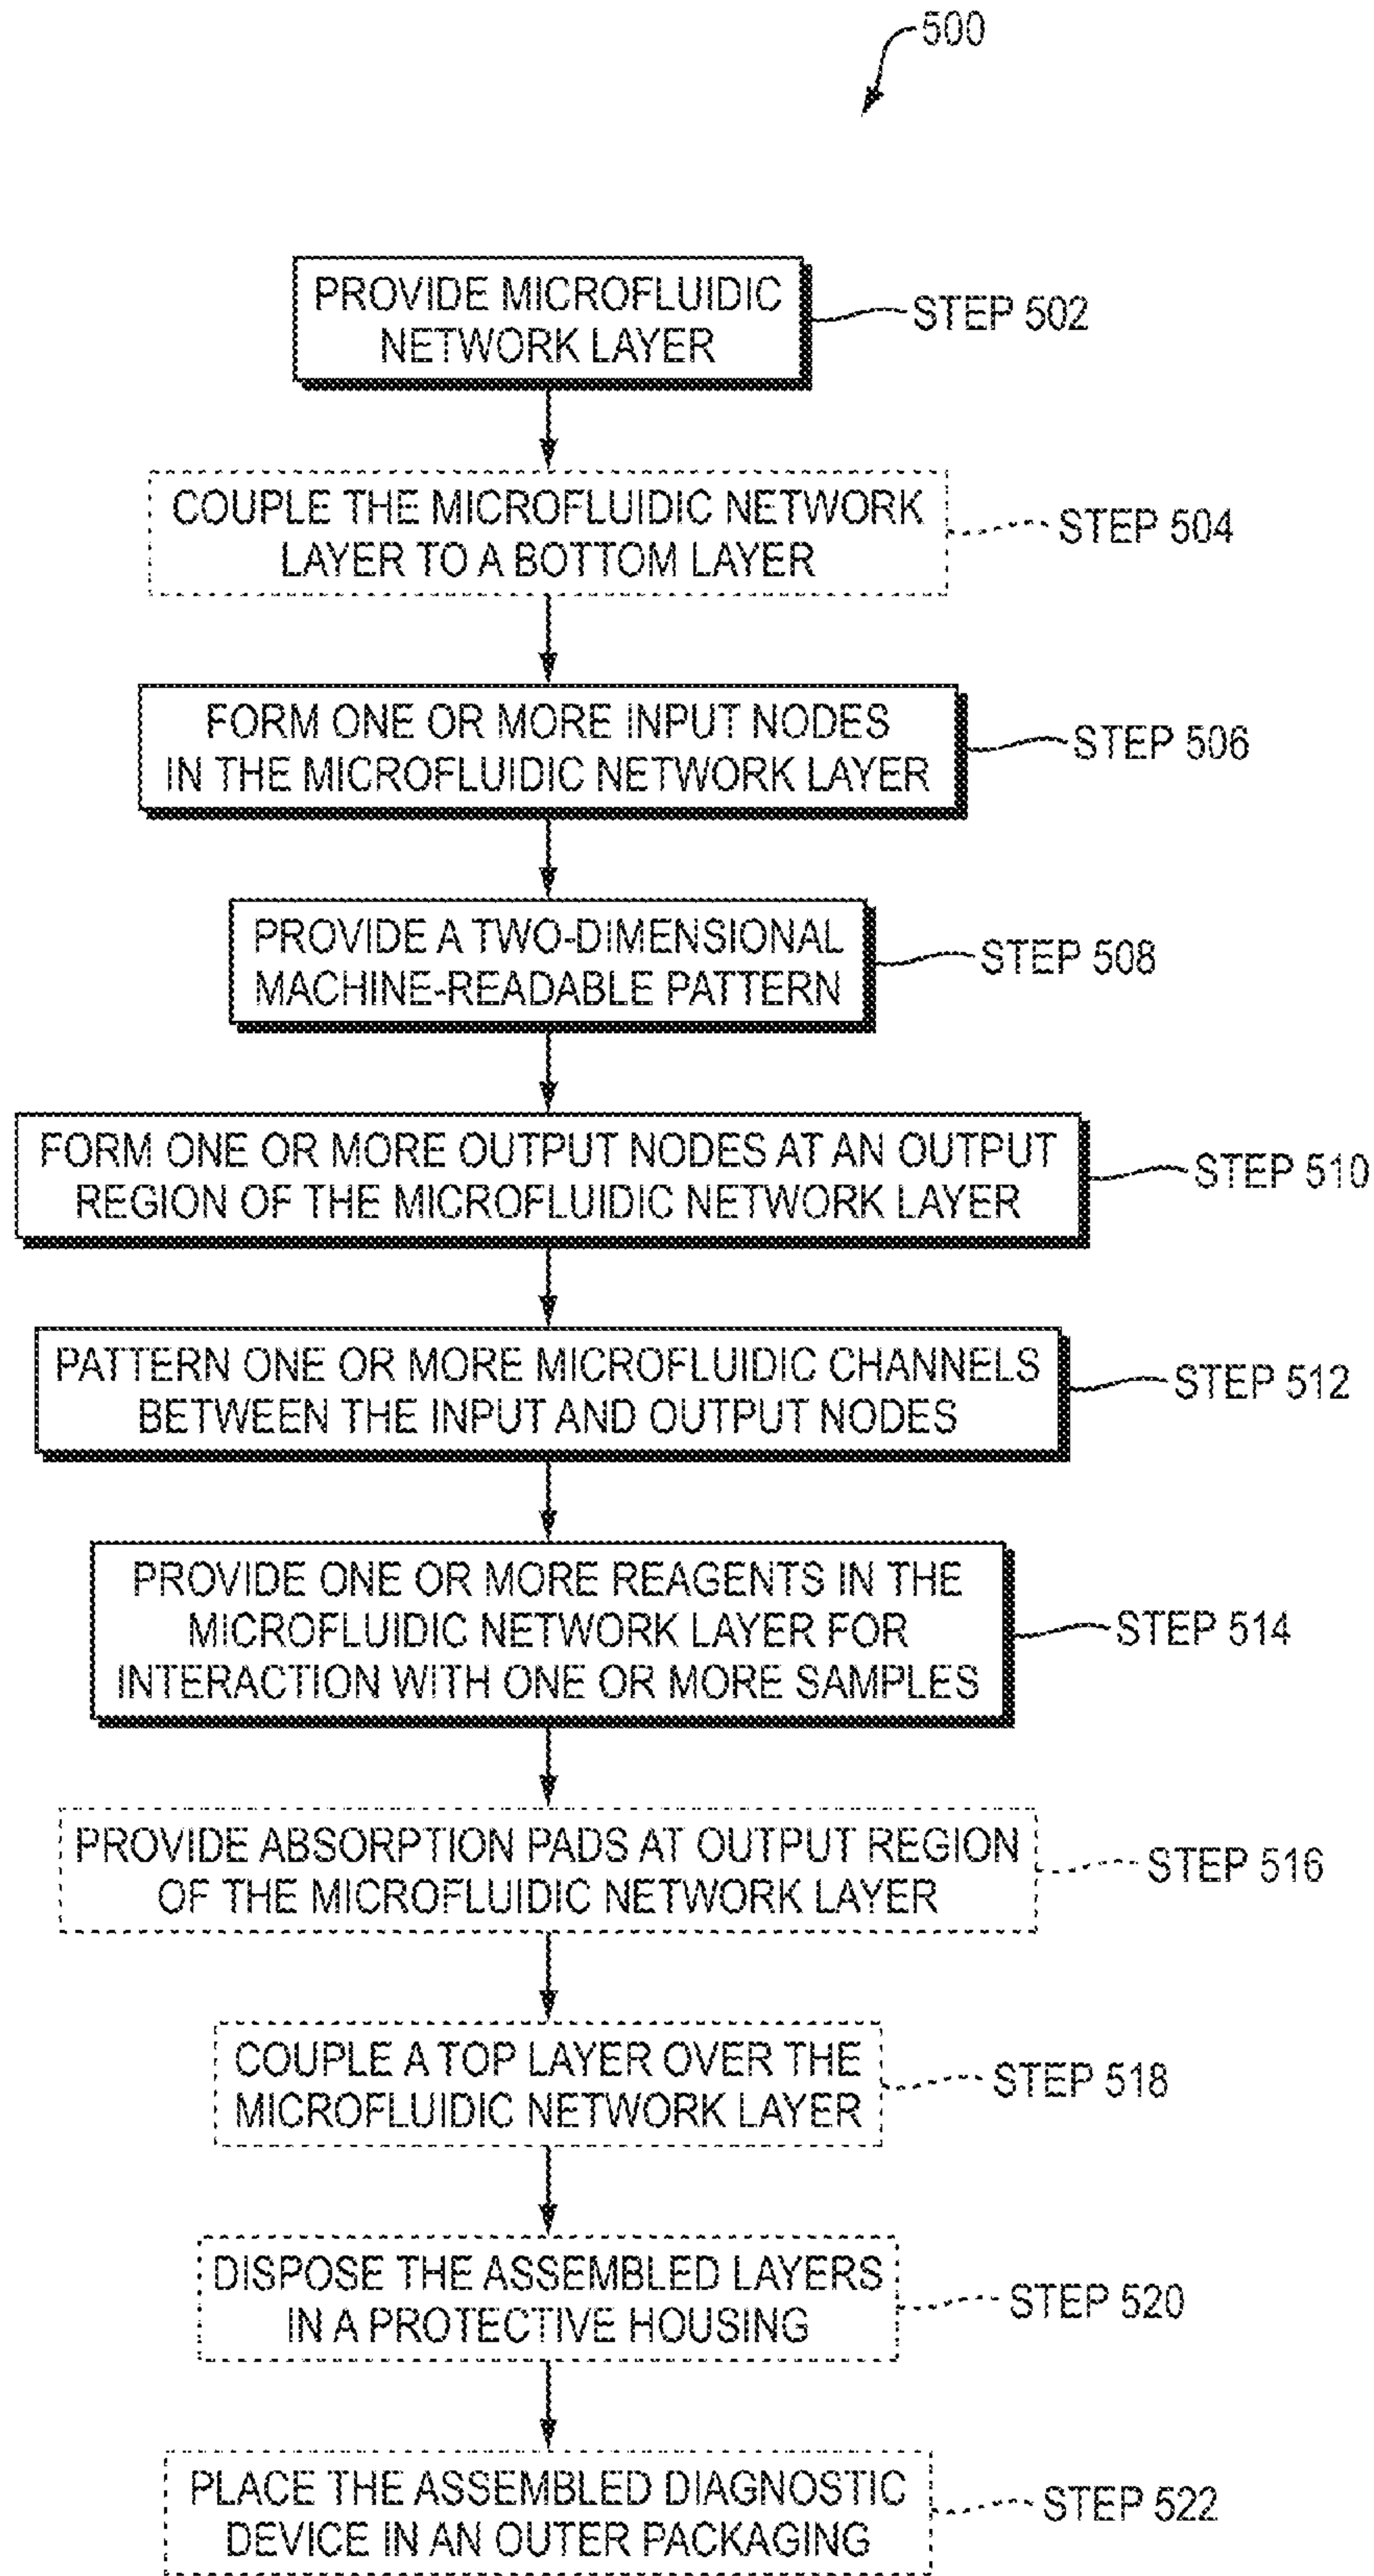 500
PROVIDE MICROFLUIDIC
NETWORK LAYER
STEP 502
COUPLE THE MICROFLUIDIC NETWORK
LAYER TO A BOTTOM LAYER
STEP 504
FORM ONE OR MORE INPUT NODES
IN THE MICROFLUIDIC NETWORK LAYER
STEP 506
PROVIDE A TWO-DIMENSIONAL
MACHINE-READABLE PATTERN
STEP 508
FORM ONE OR MORE OUTPUT NODES AT AN OUTPUT
REGION OF THE MICROFLUIDIC NETWORK LAYER
STEP 510
PATTERN ONE OR MORE MICROFLUIDIC CHANNELS
BETWEEN THE INPUT AND OUTPUT NODES
STEP 512
PROVIDE ONE OR MORE REAGENTS IN THE
MICROFLUIDIC NETWORK LAYER FOR
INTERACTION WITH ONE OR MORE SAMPLES
STEP 514
PROVIDE ABSORPTION PADS AT OUTPUT REGION
OF THE MICROFLUIDIC NETWORK LAYER
STEP 516
COUPLE A TOP LAYER OVER THE
MICROFLUIDIC NETWORK LAYER
STEP 518
DISPOSE THE ASSEMBLED LAYERS
IN A PROTECTIVE HOUSING
STEP 520
PLACE THE ASSEMBLED DIAGNOSTIC
DEVICE IN AN OUTER PACKAGING
STEP 522